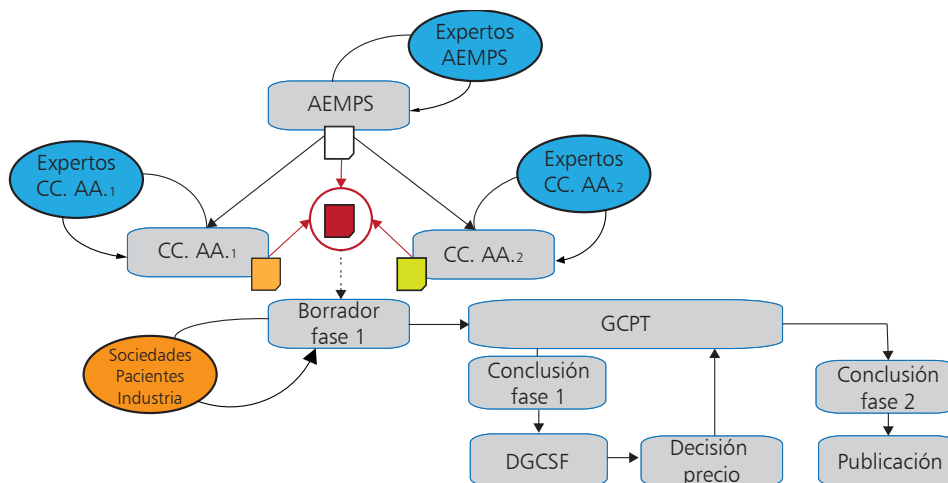 Expertos
AEMPS
AEMPS
Expertos
CC. AA.1
Expertos
CC. AA.2
CC. AA.1
CC. AA.2
Borrador
fase 1
GCPT
Sociedades
Pacientes
Industria
Conclusión
fase 1
Conclusión
fase 2
DGCSF
Decisión
precio
Publicación